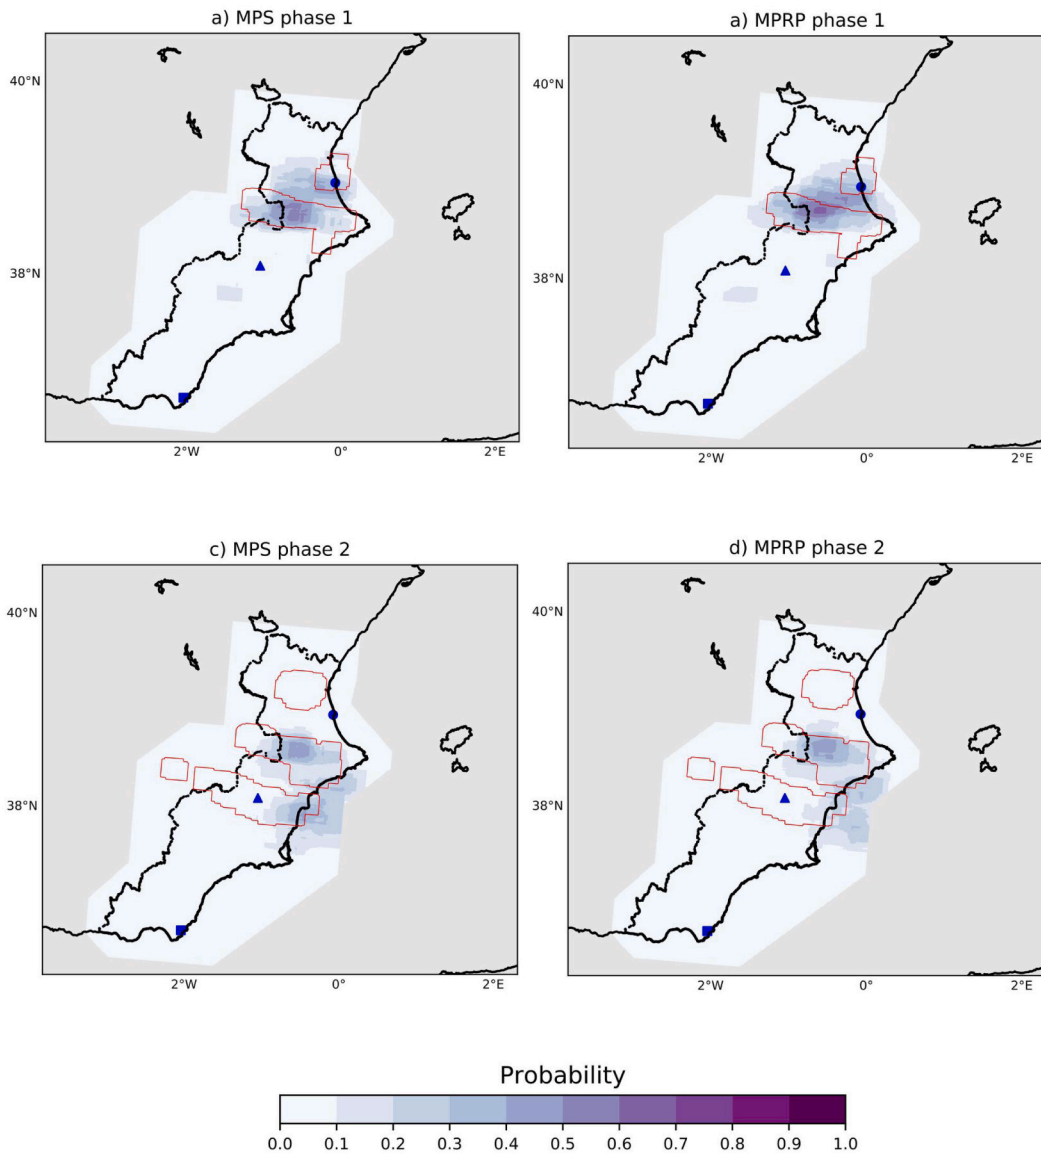 a) MPS phase 1
a) MPRP phase 1
40°N
40°N
38°N
38°N
2°W 0° 2°E
2°W 0° 2°E
c) MPS phase 2
d) MPRP phase 2
40°N
40°N
38°N
38°N
2°W 0° 2°E
2°W 0° 2°E
Probability
0.0 0.1 0.2 0.3 0.4 0.5 0.6 0.7 0.8 0.9 1.0